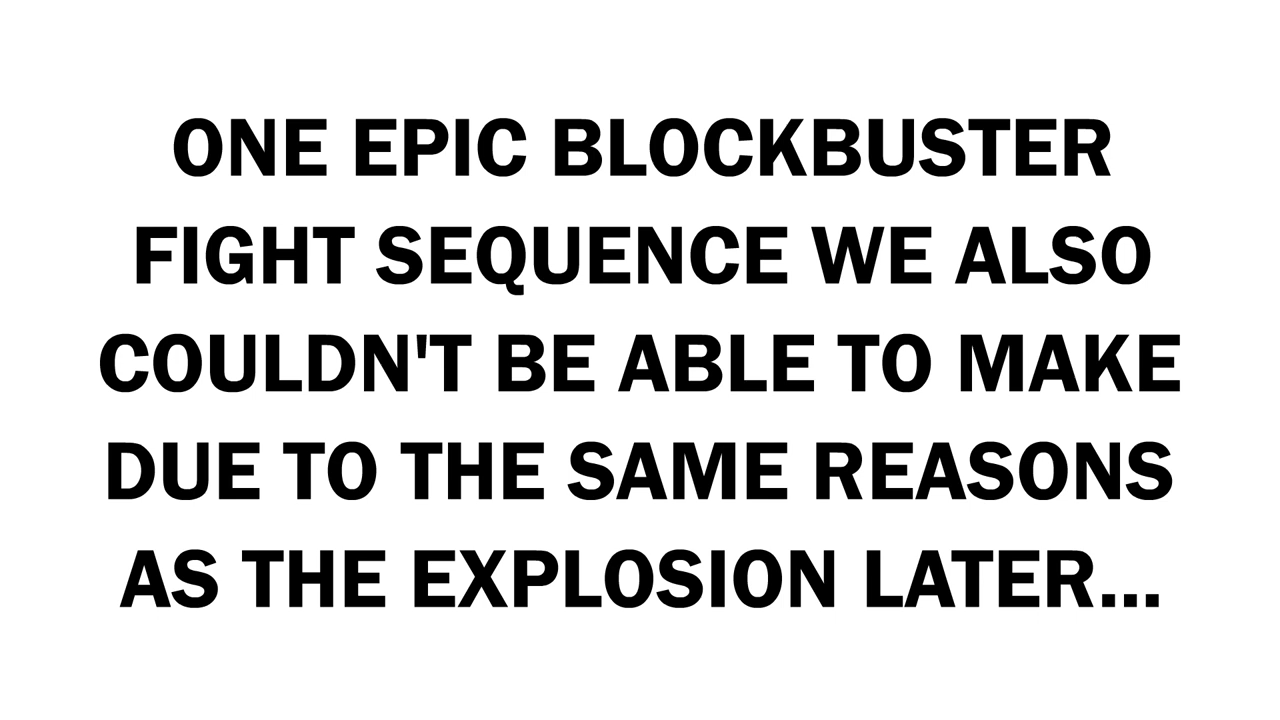 ONE EPIC BLOCKBUSTER
FIGHT SEQUENCE WE ALSO
COULDN'T BE ABLE TO MAKE
DUE TO THE SAME REASONS
AS THE EXPLOSION LATER...